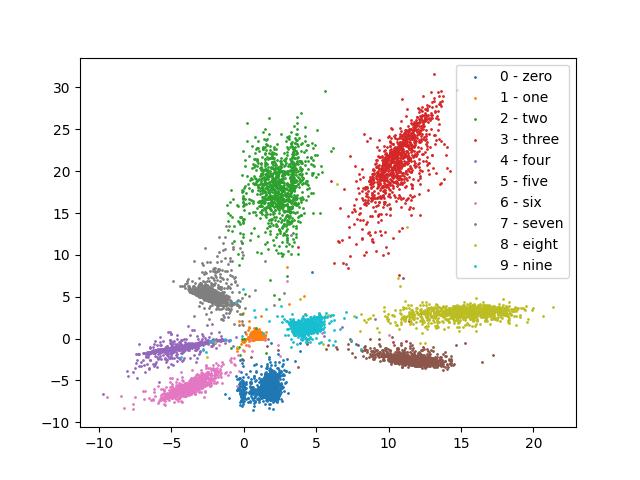 30
25
20
15
10
5
0
−5
−10
−10
−5
0
5
10
15
20
0 - zero
1 - one
2 - two
3 - three
4 - four
5 - five
6 - six
7 - seven
8 - eight
9 - nine